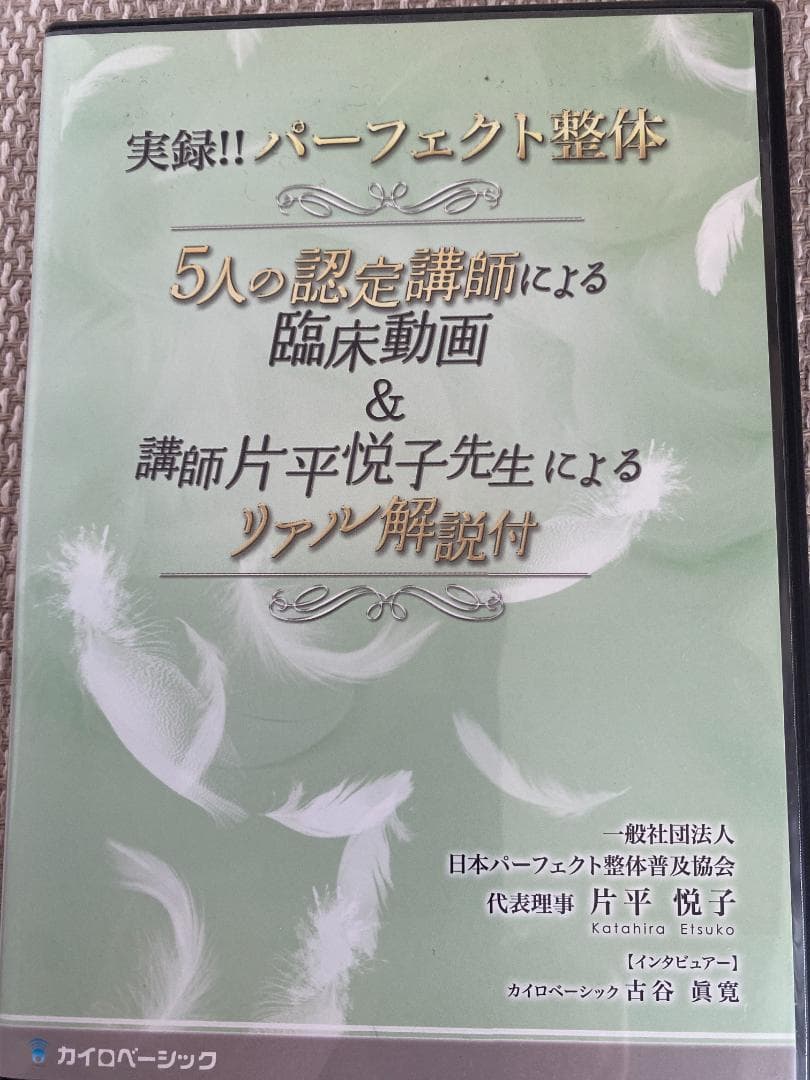 実録!! パーフェクト整体
5人の認定講師による
臨床動画
&
講師片平悦子先生による
リアル解説付
一般社団法人
日本パーフェクト整体普及協会
代表理事 片平 悦子
Katahira Etsuko
【インタビュアー】
カイロベーシック 古谷 眞寛
カイロベーシック